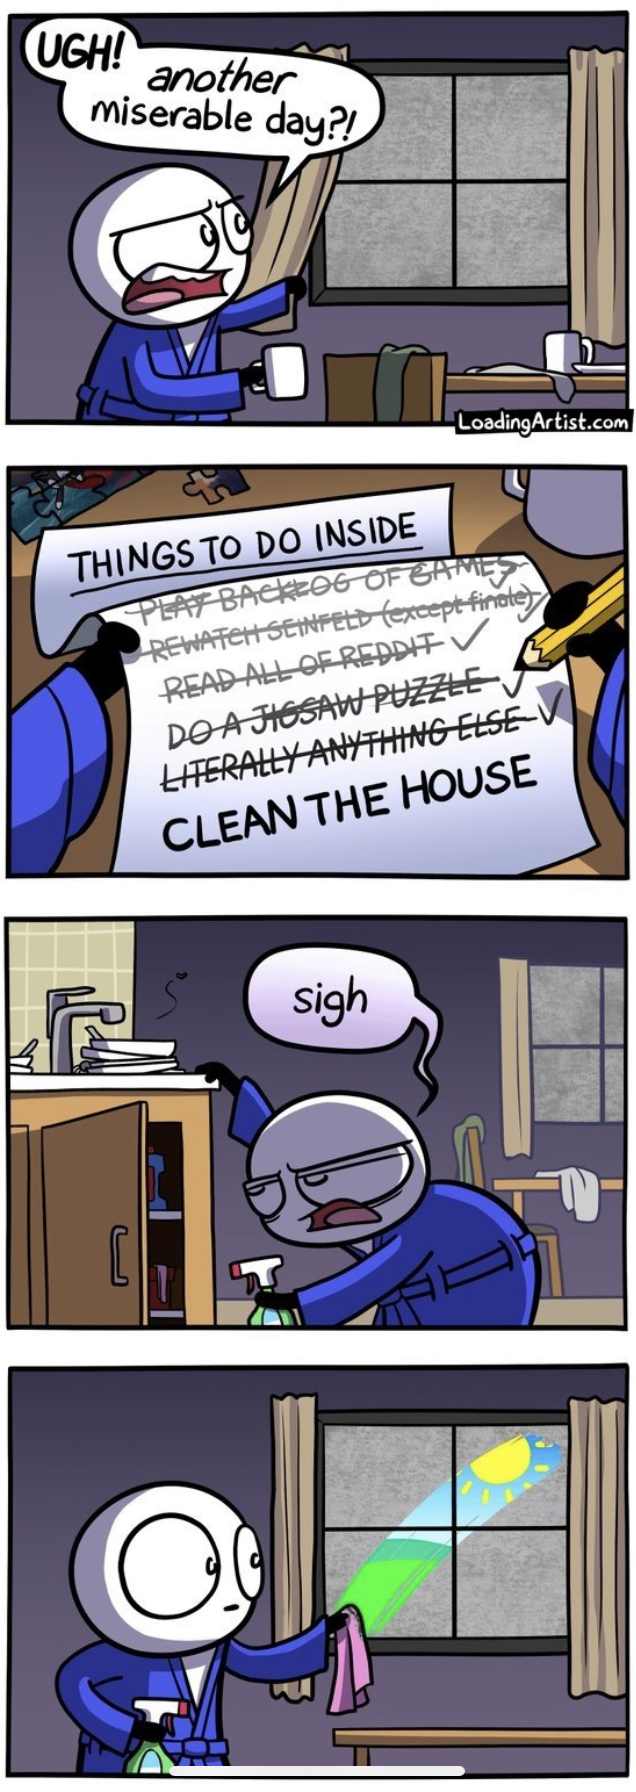 UGH!
another
miserable day?!
LoadingArtist.com
THINGS TO DO INSIDE
PLAY BACKLOG OF GAMES
REWATCH SEINFELD (except finale)
READ ALL OF REDDIT
DO A JIGSAW PUZZLE
LITERALLY ANYTHING ELSE
CLEAN THE HOUSE
sigh